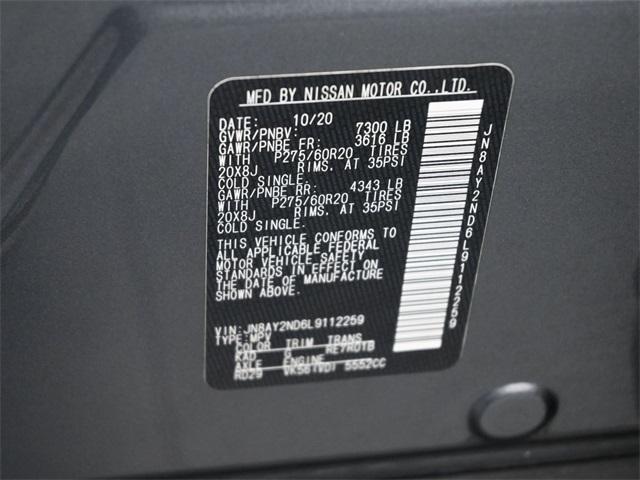 MFD BY NISSAN MOTOR CO.,LTD.
DATE: 10/20
GVWR/PNBV: 7300 LB
GAWR/PNBE FR: 3616 LB
WITH P275/60R20 TIRES
20X8J RIMS, AT 35PSI
COLD SINGLE.
GAWR/PNBE RR: 4343 LB
WITH P275/60R20 TIRES
20X8J RIMS, AT 35PSI
COLD SINGLE.
THIS VEHICLE CONFORMS TO
ALL APPLICABLE FEDERAL
MOTOR VEHICLE SAFETY
STANDARDS IN EFFECT ON
THE DATE OF MANUFACTURE
SHOWN ABOVE.
VIN:JN8AY2ND6L9112259
TYPE:MPV
COLOR TRIM TRANS
KAD G RE7R01B
AXLE ENGINE
RD29 VK56(VD) 5552CC
JN8AY2ND6L9112259